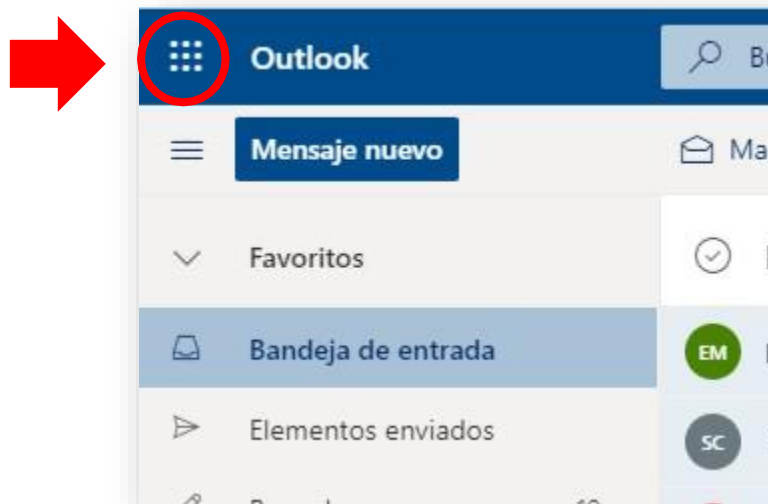 Outlook
Mensaje nuevo
Favoritos
Bandeja de entrada
EM
Elementos enviados
SC